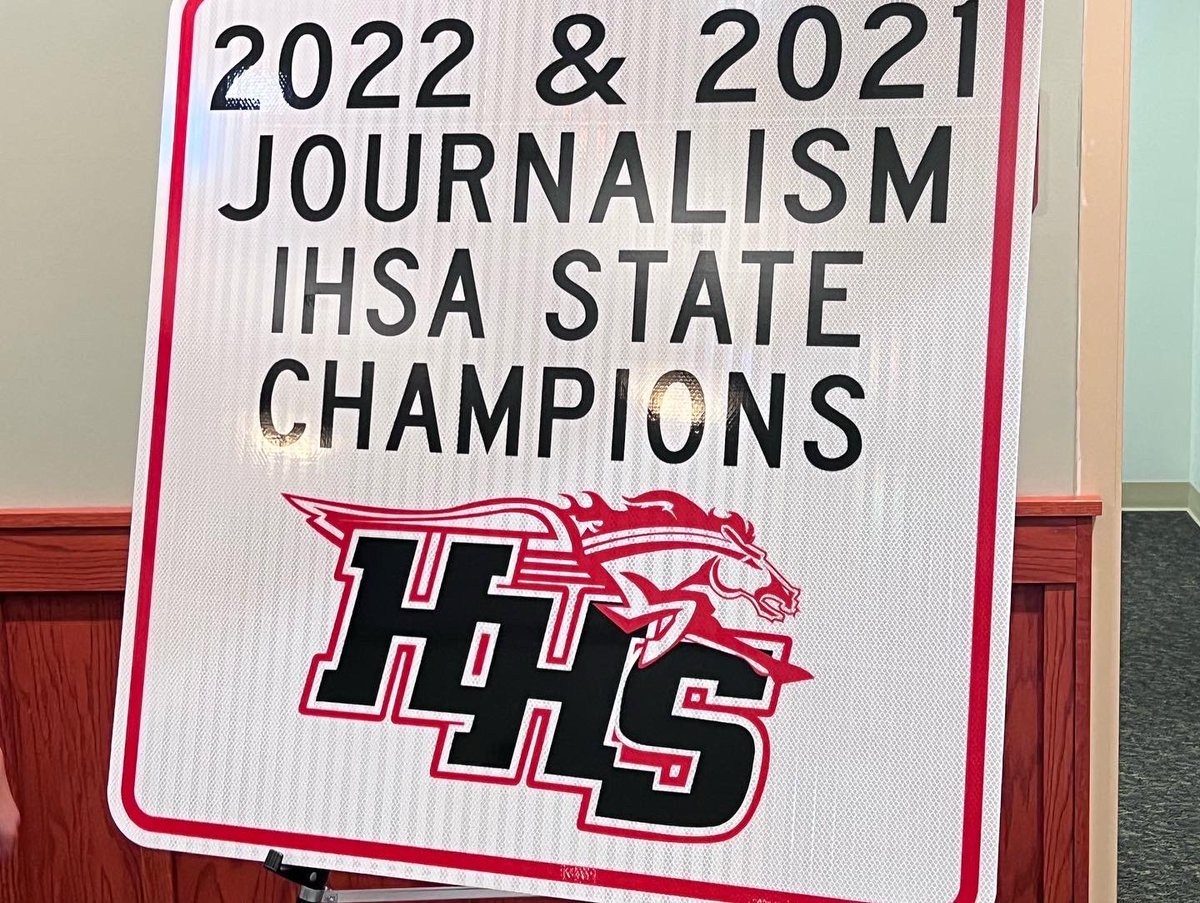 2022 & 2021
JOURNALISM
IHSA STATE
CHAMPIONS
HHS